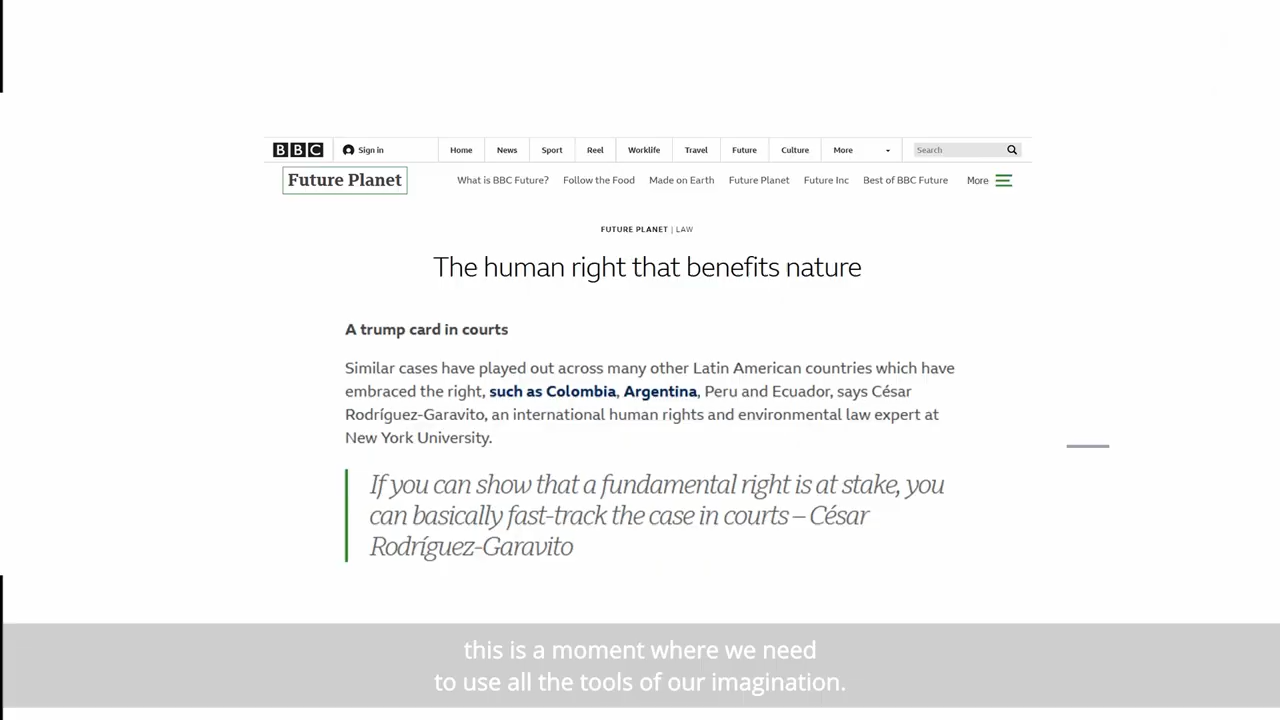 BBC Sign in Home News Sport Reel Worklife Travel Future Culture More Search
Future Planet What is BBC Future? Follow the Food Made on Earth Future Planet Future Inc Best of BBC Future More
FUTURE PLANET | LAW
The human right that benefits nature
A trump card in courts
Similar cases have played out across many other Latin American countries which have
embraced the right, such as Colombia, Argentina, Peru and Ecuador, says César
Rodríguez-Garavito, an international human rights and environmental law expert at
New York University.
If you can show that a fundamental right is at stake, you
can basically fast-track the case in courts – César
Rodríguez-Garavito
this is a moment where we need
to use all the tools of our imagination.